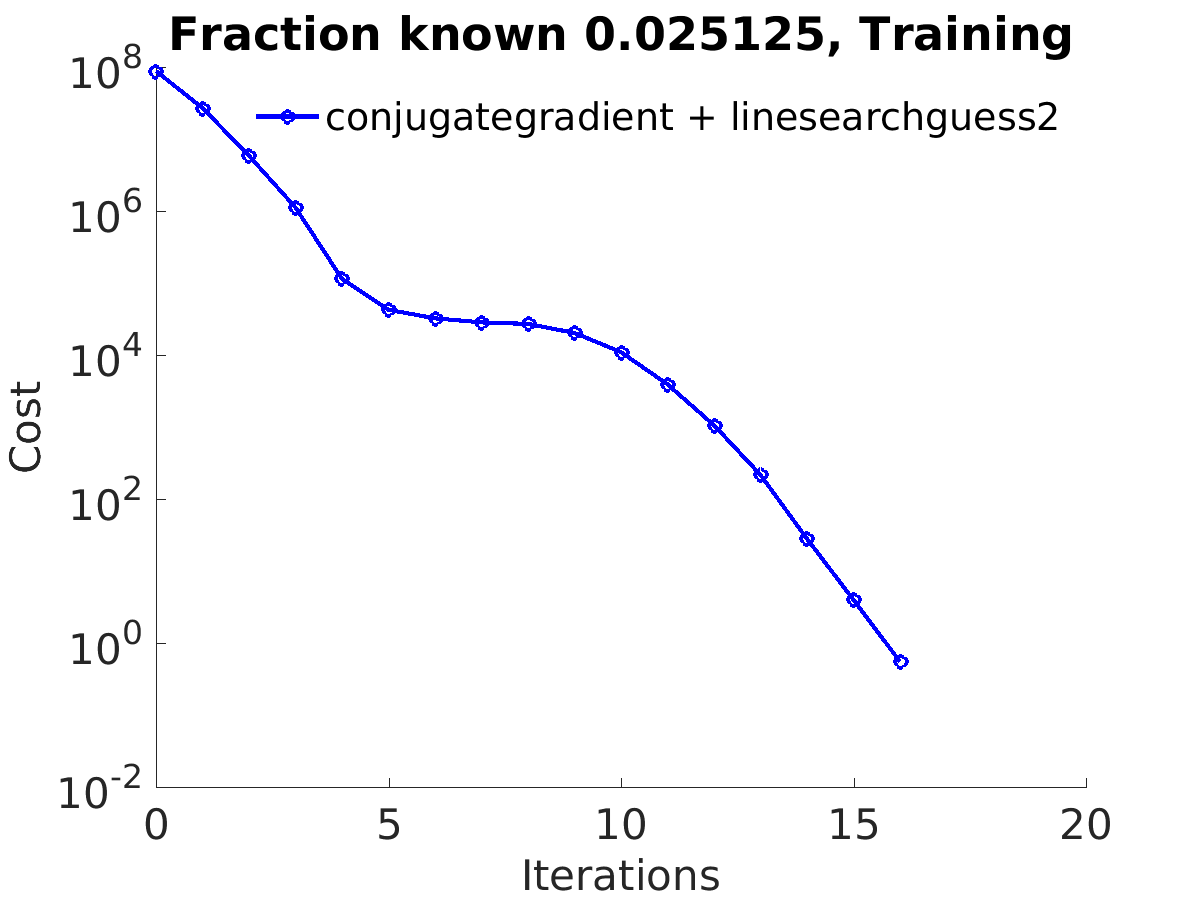 Fraction known 0.025125, Training
conjugategradient + linesearchguess2
10^8
10^6
10^4
10^2
10^0
10^-2
Cost
0 5 10 15 20
Iterations